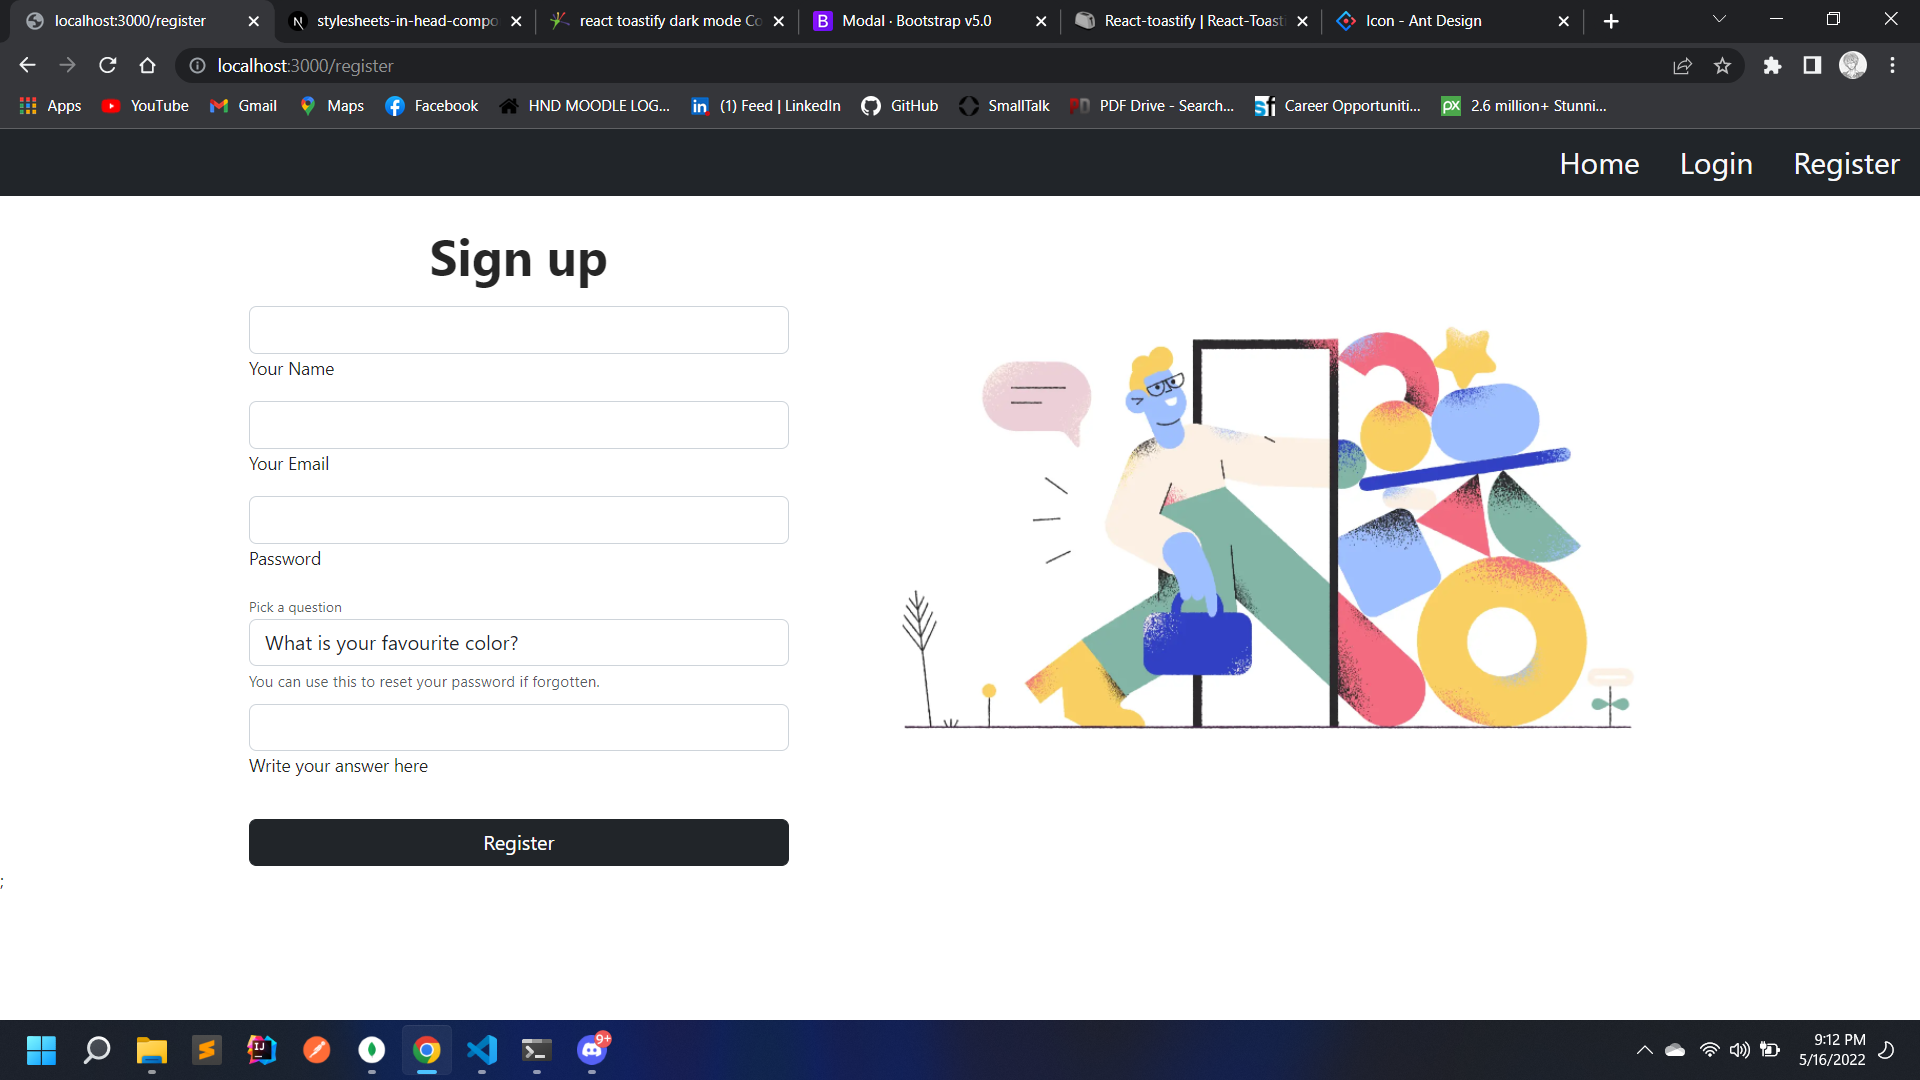 localhost:3000/register
stylesheets-in-head-compo
react toastify dark mode Co
Modal · Bootstrap v5.0
React-toastify | React-Toasti
Icon - Ant Design
localhost:3000/register
Apps
YouTube
Gmail
Maps
Facebook
HND MOODLE LOG...
(1) Feed | LinkedIn
GitHub
SmallTalk
PDF Drive - Search...
Career Opportuniti...
2.6 million+ Stunni...
Home
Login
Register
Sign up
Your Name
Your Email
Password
Pick a question
What is your favourite color?
You can use this to reset your password if forgotten.
Write your answer here
Register
;
9+
9:12 PM
5/16/2022